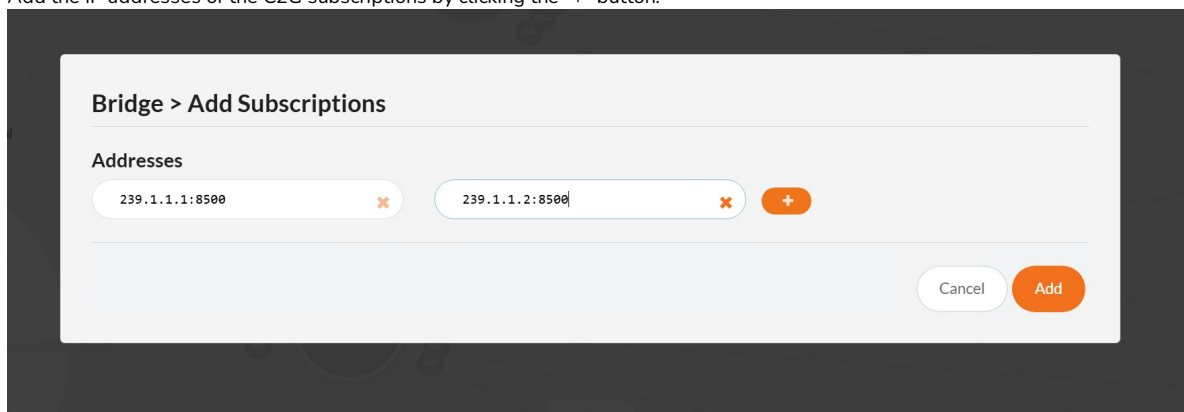 Add the IP addresses of the C2G subscriptions by clicking the "+" button.
Bridge > Add Subscriptions
Addresses
239.1.1.1:8500 ✖ 239.1.1.2:8500 ✖ +
Cancel Add